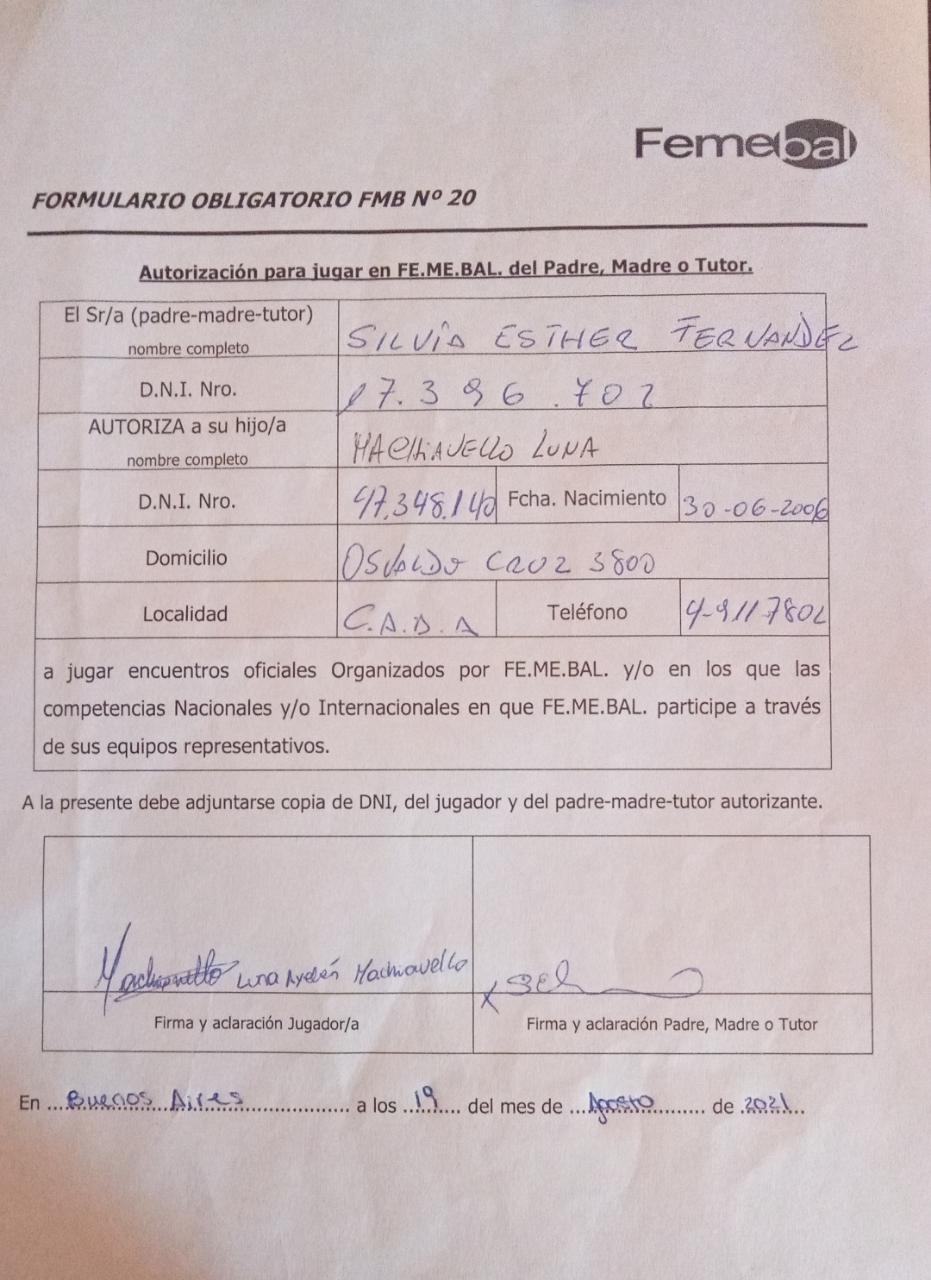 Femebal
FORMULARIO OBLIGATORIO FMB Nº 20
Autorización para jugar en FE.ME.BAL. del Padre, Madre o Tutor.
El Sr/a (padre-madre-tutor)
nombre completo
SILVIA ESTHER FERNANDEZ
D.N.I. Nro.
17.396.702
AUTORIZA a su hijo/a
nombre completo
MACHIAVELLO LUNA
D.N.I. Nro. 47.348.140 Fcha. Nacimiento 30-06-2006
Domicilio OSVALDO CRUZ 3800
Localidad C.A.B.A Teléfono 4-9117802
a jugar encuentros oficiales Organizados por FE.ME.BAL. y/o en los que las
competencias Nacionales y/o Internacionales en que FE.ME.BAL. participe a través
de sus equipos representativos.
A la presente debe adjuntarse copia de DNI, del jugador y del padre-madre-tutor autorizante.
Luna Ayelén Machiavello
Firma y aclaración Jugador/a
Firma y aclaración Padre, Madre o Tutor
En ...Buenos Aires... a los ..19.... del mes de ...Agosto... de .2021..